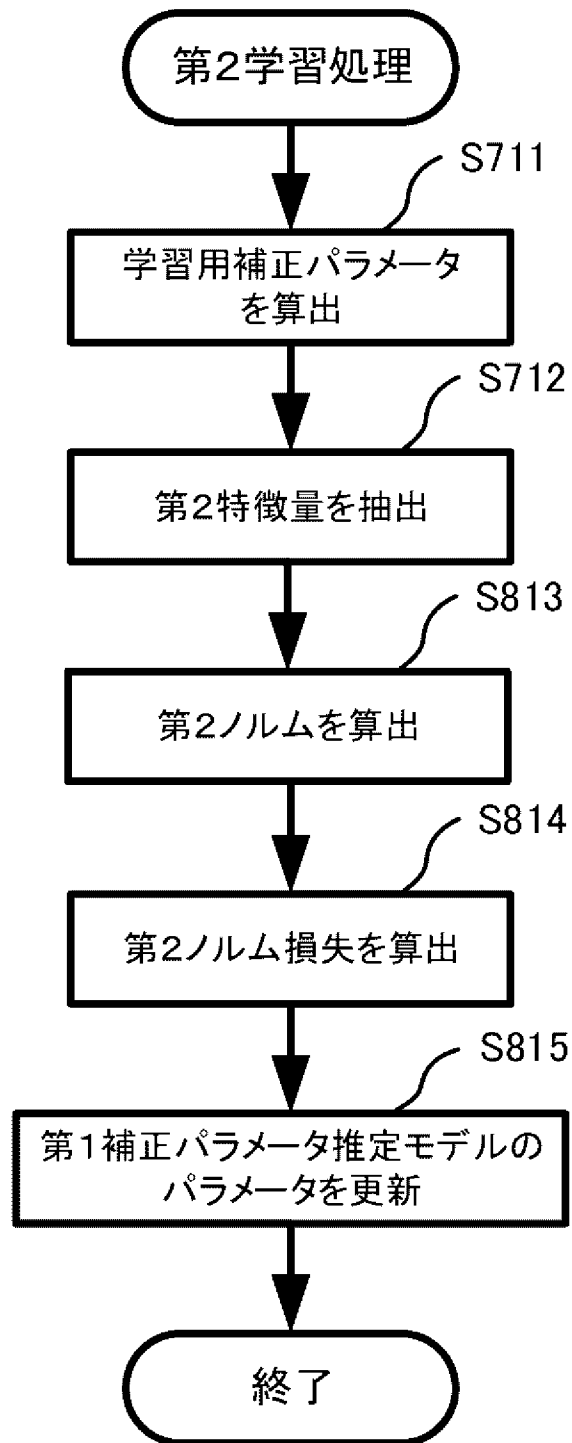 第2学習処理
S711
学習用補正パラメータ
を算出
S712
第2特徴量を抽出
S813
第2ノルムを算出
S814
第2ノルム損失を算出
S815
第1補正パラメータ推定モデルの
パラメータを更新
終了